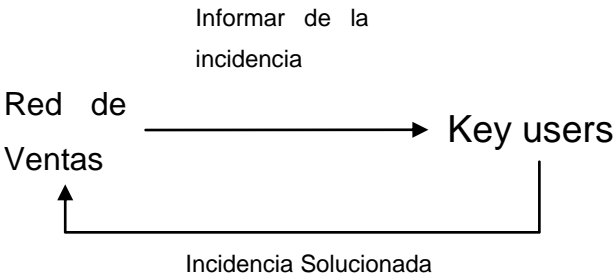 Informar de la
incidencia
Red de
Ventas
Key users
Incidencia Solucionada